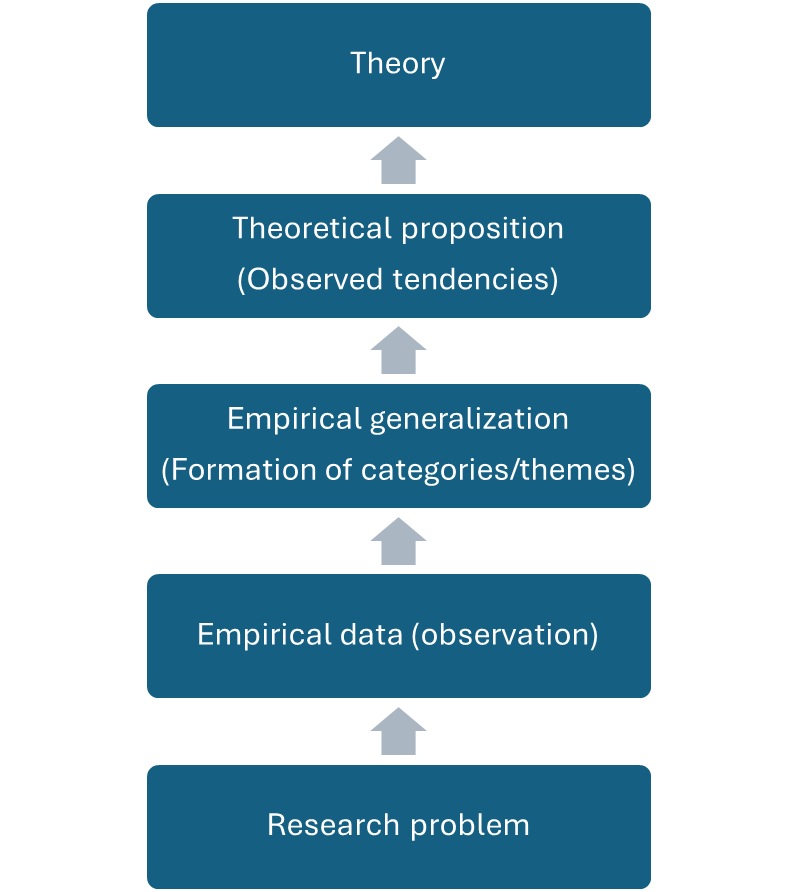 Theory
Theoretical proposition
(Observed tendencies)
Empirical generalization
(Formation of categories/themes)
Empirical data (observation)
Research problem